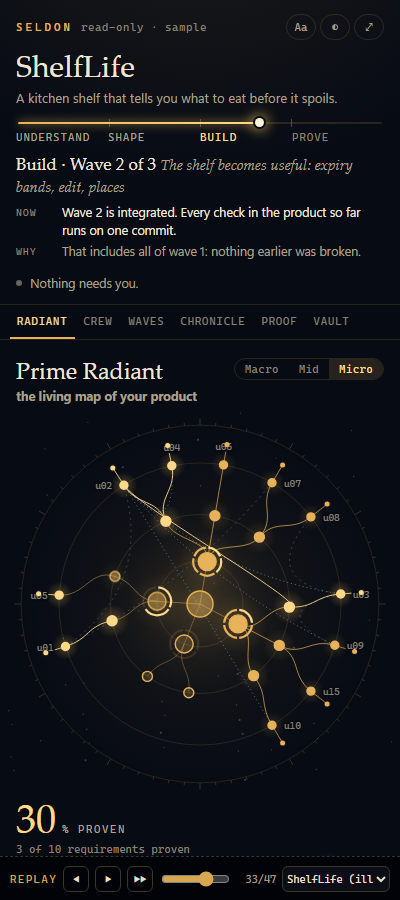 SELDON read-only · sample
Aa
ShelfLife
A kitchen shelf that tells you what to eat before it spoils.
UNDERSTAND SHAPE BUILD PROVE
Build · Wave 2 of 3 The shelf becomes useful: expiry
bands, edit, places
NOW Wave 2 is integrated. Every check in the product so far
runs on one commit.
WHY That includes all of wave 1: nothing earlier was broken.
Nothing needs you.
RADIANT CREW WAVES CHRONICLE PROOF VAULT
Prime Radiant
Macro Mid Micro
the living map of your product
u04 u06
u02 u07
u08
u05 u03
u01 u09
u15
u10
30 % PROVEN
3 of 10 requirements proven
REPLAY 33/47 ShelfLife (ill